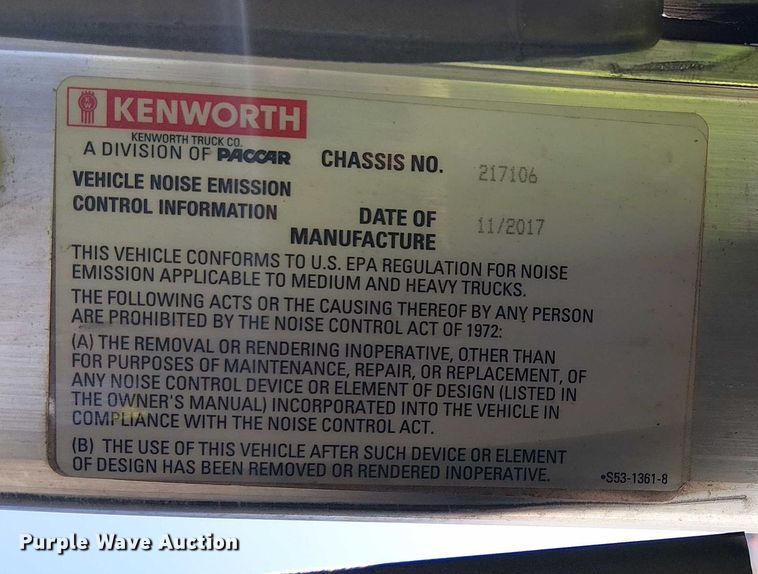 KENWORTH
KENWORTH TRUCK CO.
A DIVISION OF PACCAR
CHASSIS NO. 217106
VEHICLE NOISE EMISSION
CONTROL INFORMATION
DATE OF
MANUFACTURE 11/2017
THIS VEHICLE CONFORMS TO U.S. EPA REGULATION FOR NOISE
EMISSION APPLICABLE TO MEDIUM AND HEAVY TRUCKS.
THE FOLLOWING ACTS OR THE CAUSING THEREOF BY ANY PERSON
ARE PROHIBITED BY THE NOISE CONTROL ACT OF 1972:
(A) THE REMOVAL OR RENDERING INOPERATIVE, OTHER THAN
FOR PURPOSES OF MAINTENANCE, REPAIR, OR REPLACEMENT, OF
ANY NOISE CONTROL DEVICE OR ELEMENT OF DESIGN (LISTED IN
THE OWNER'S MANUAL) INCORPORATED INTO THE VEHICLE IN
COMPLIANCE WITH THE NOISE CONTROL ACT.
(B) THE USE OF THIS VEHICLE AFTER SUCH DEVICE OR ELEMENT
OF DESIGN HAS BEEN REMOVED OR RENDERED INOPERATIVE.
•S53-1361-8
Purple Wave Auction